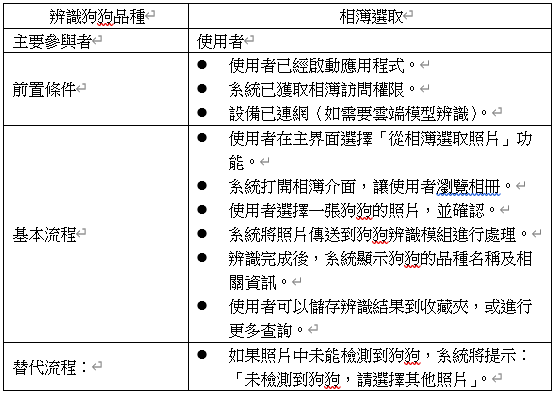 辨識狗狗品種
相簿選取
主要參與者
使用者
前置條件
● 使用者已經啟動應用程式。
● 系統已獲取相簿訪問權限。
● 設備已連網（如需要雲端模型辨識）。
基本流程
● 使用者在主界面選擇「從相簿選取照片」功
能。
● 系統打開相簿介面，讓使用者瀏覽相冊。
● 使用者選擇一張狗狗的照片，並確認。
● 系統將照片傳送到狗狗辨識模組進行處理。
● 辨識完成後，系統顯示狗狗的品種名稱及相
關資訊。
● 使用者可以儲存辨識結果到收藏夾，或進行
更多查詢。
替代流程：
● 如果照片中未能檢測到狗狗，系統將提示：
「未檢測到狗狗，請選擇其他照片」。